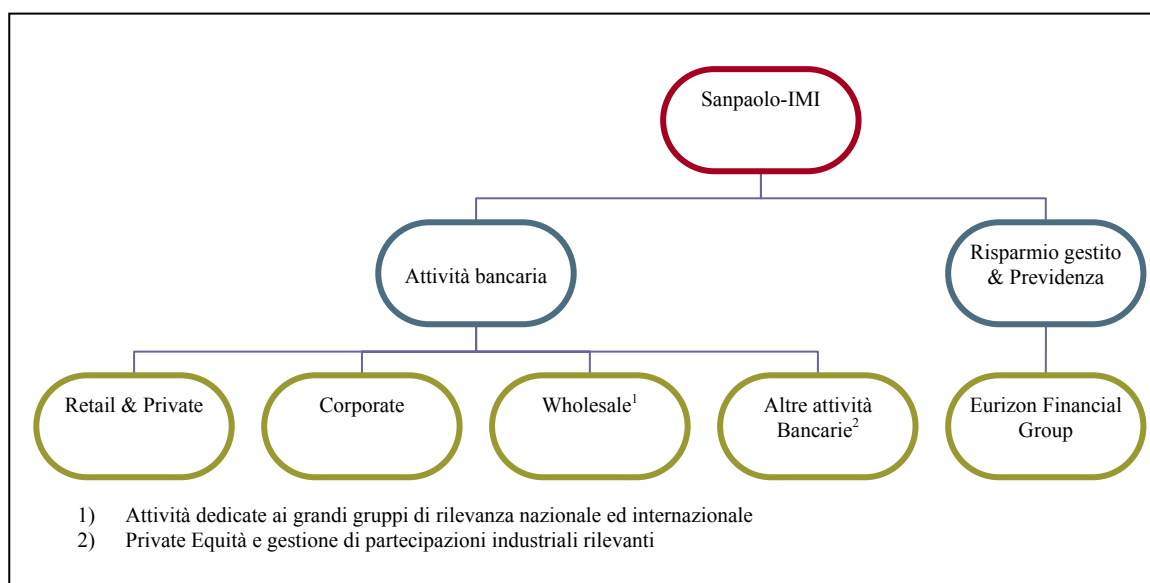 Sanpaolo-IMI
Attività bancaria
Risparmio gestito
& Previdenza
Retail & Private
Corporate
Wholesale1
Altre attività
Bancarie2
Eurizon Financial
Group
1) Attività dedicate ai grandi gruppi di rilevanza nazionale ed internazionale
2) Private Equità e gestione di partecipazioni industriali rilevanti